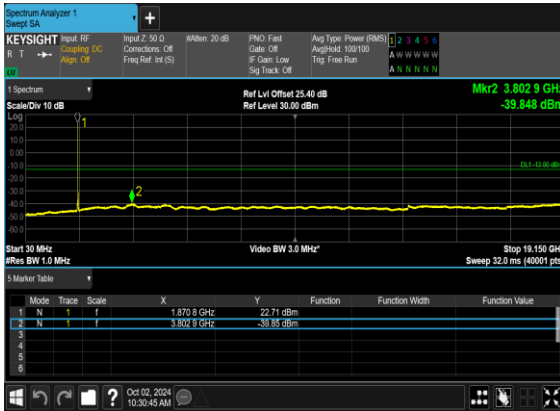 Spectrum Analyzer 1
Swept SA
+
KEYSIGHT
R T
LV
Input: RF
Coupling: DC
Align: Off
Input Z: 50 Ω
Corrections: Off
Freq Ref: Int (S)
#Atten: 20 dB
PNO: Fast
Gate: Off
IF Gain: Low
Sig Track: Off
Avg Type: Power (RMS)
Avg|Hold: 100/100
Trig: Free Run
1 2 3 4 5 6
A W W W W W
A N N N N N
1 Spectrum
Scale/Div 10 dB
Log
Ref Lvl Offset 25.40 dB
Ref Level 30.00 dBm
Mkr2 3.802 9 GHz
-39.848 dBm
20.0
10.0
0.00
-10.0
-20.0
-30.0
-40.0
-50.0
-60.0
1
2
DL1 -13.00 dBm
Start 30 MHz
#Res BW 1.0 MHz
Video BW 3.0 MHz*
Stop 19.150 GHz
Sweep 32.0 ms (40001 pts)
5 Marker Table
Mode Trace Scale X Y Function Function Width Function Value
1 N 1 f 1.870 8 GHz 22.71 dBm
2 N 1 f 3.802 9 GHz -39.85 dBm
3
4
5
6
?
Oct 02, 2024
10:30:45 AM